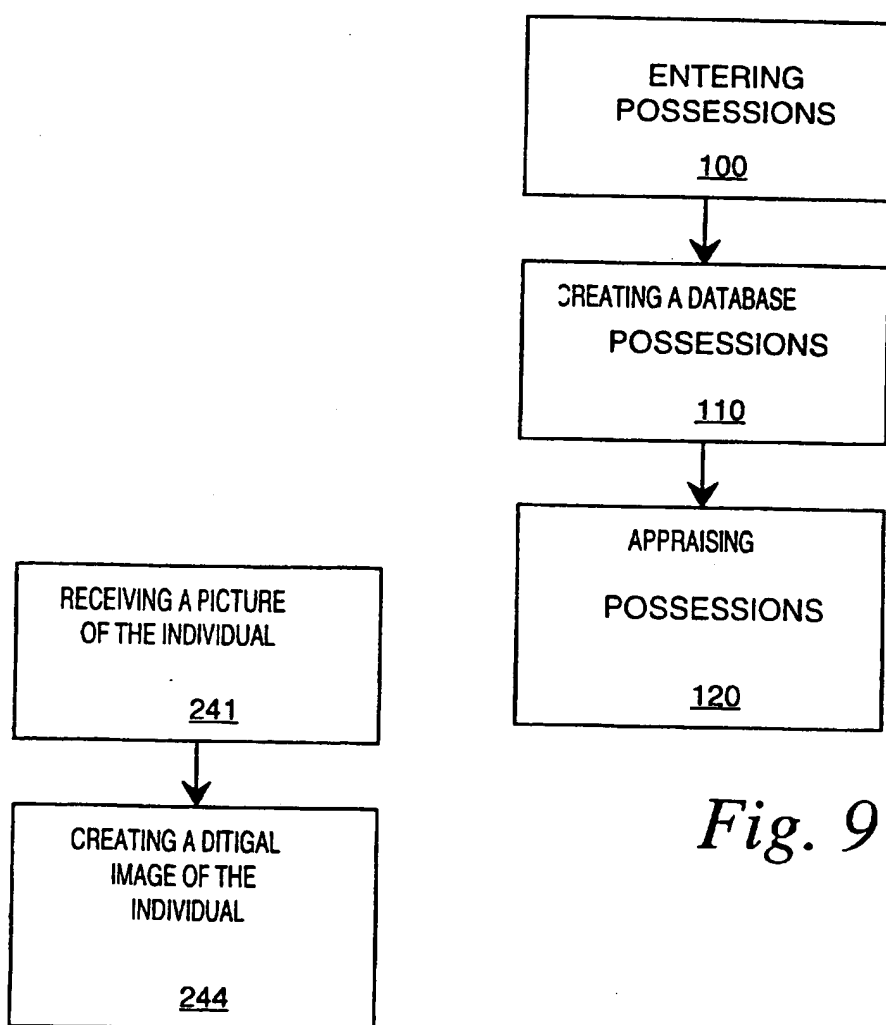 ENTERING
POSSESSIONS
100
CREATING A DATABASE
POSSESSIONS
110
APPRAISING
POSSESSIONS
120
Fig. 9
RECEIVING A PICTURE
OF THE INDIVIDUAL
241
CREATING A DITIGAL
IMAGE OF THE
INDIVIDUAL
244